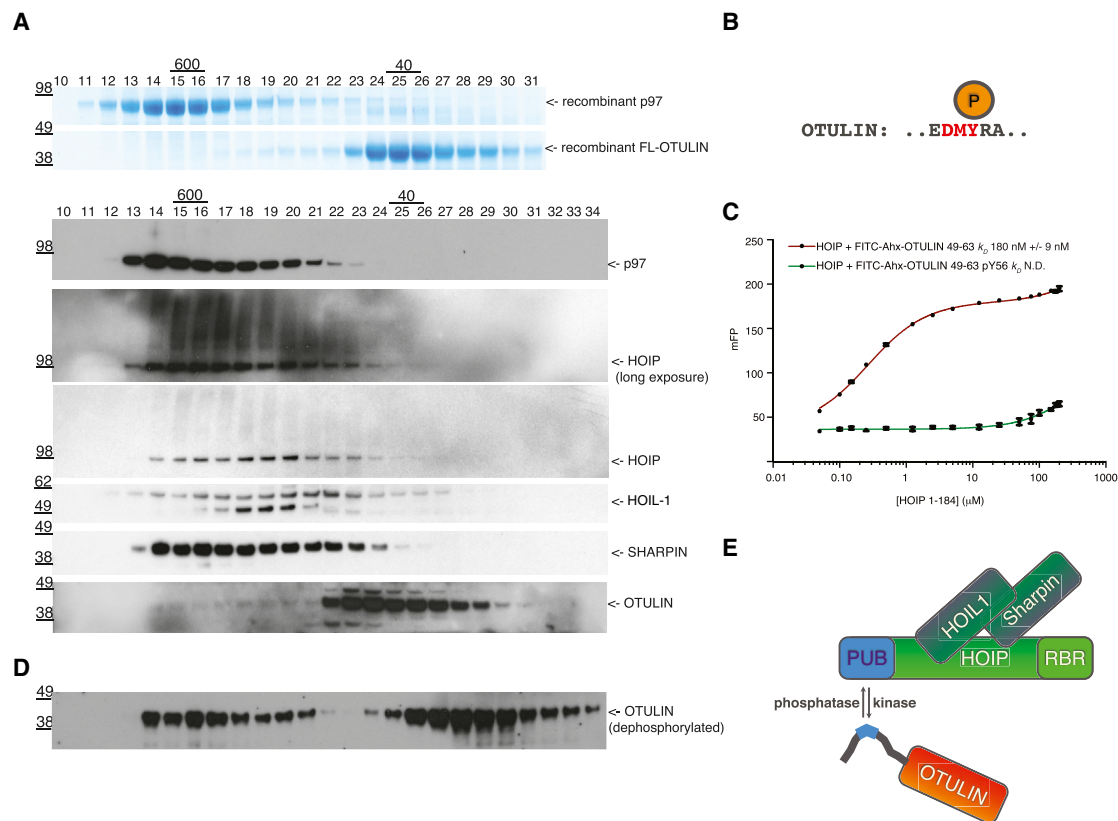 A
600
40
10 11 12 13 14 15 16 17 18 19 20 21 22 23 24 25 26 27 28 29 30 31
98
<- recombinant p97
49
38
<- recombinant FL-OTULIN
600
40
10 11 12 13 14 15 16 17 18 19 20 21 22 23 24 25 26 27 28 29 30 31 32 33 34
98
<- p97
98
<- HOIP
(long exposure)
98
<- HOIP
62
49
<- HOIL-1
49
38
<- SHARPIN
49
38
<- OTULIN
D
49
38
<- OTULIN
(dephosphorylated)
B
P
OTULIN: ..EDMYRA..
C
250
200
150
100
50
mFP
HOIP + FITC-Ahx-OTULIN 49-63 kD 180 nM +/- 9 nM
HOIP + FITC-Ahx-OTULIN 49-63 pY56 kD N.D.
0.01 0.10 1 10 100 1000
[HOIP 1-184] (µM)
E
HOIL1
Sharpin
PUB
HOIP
RBR
phosphatase
kinase
OTULIN